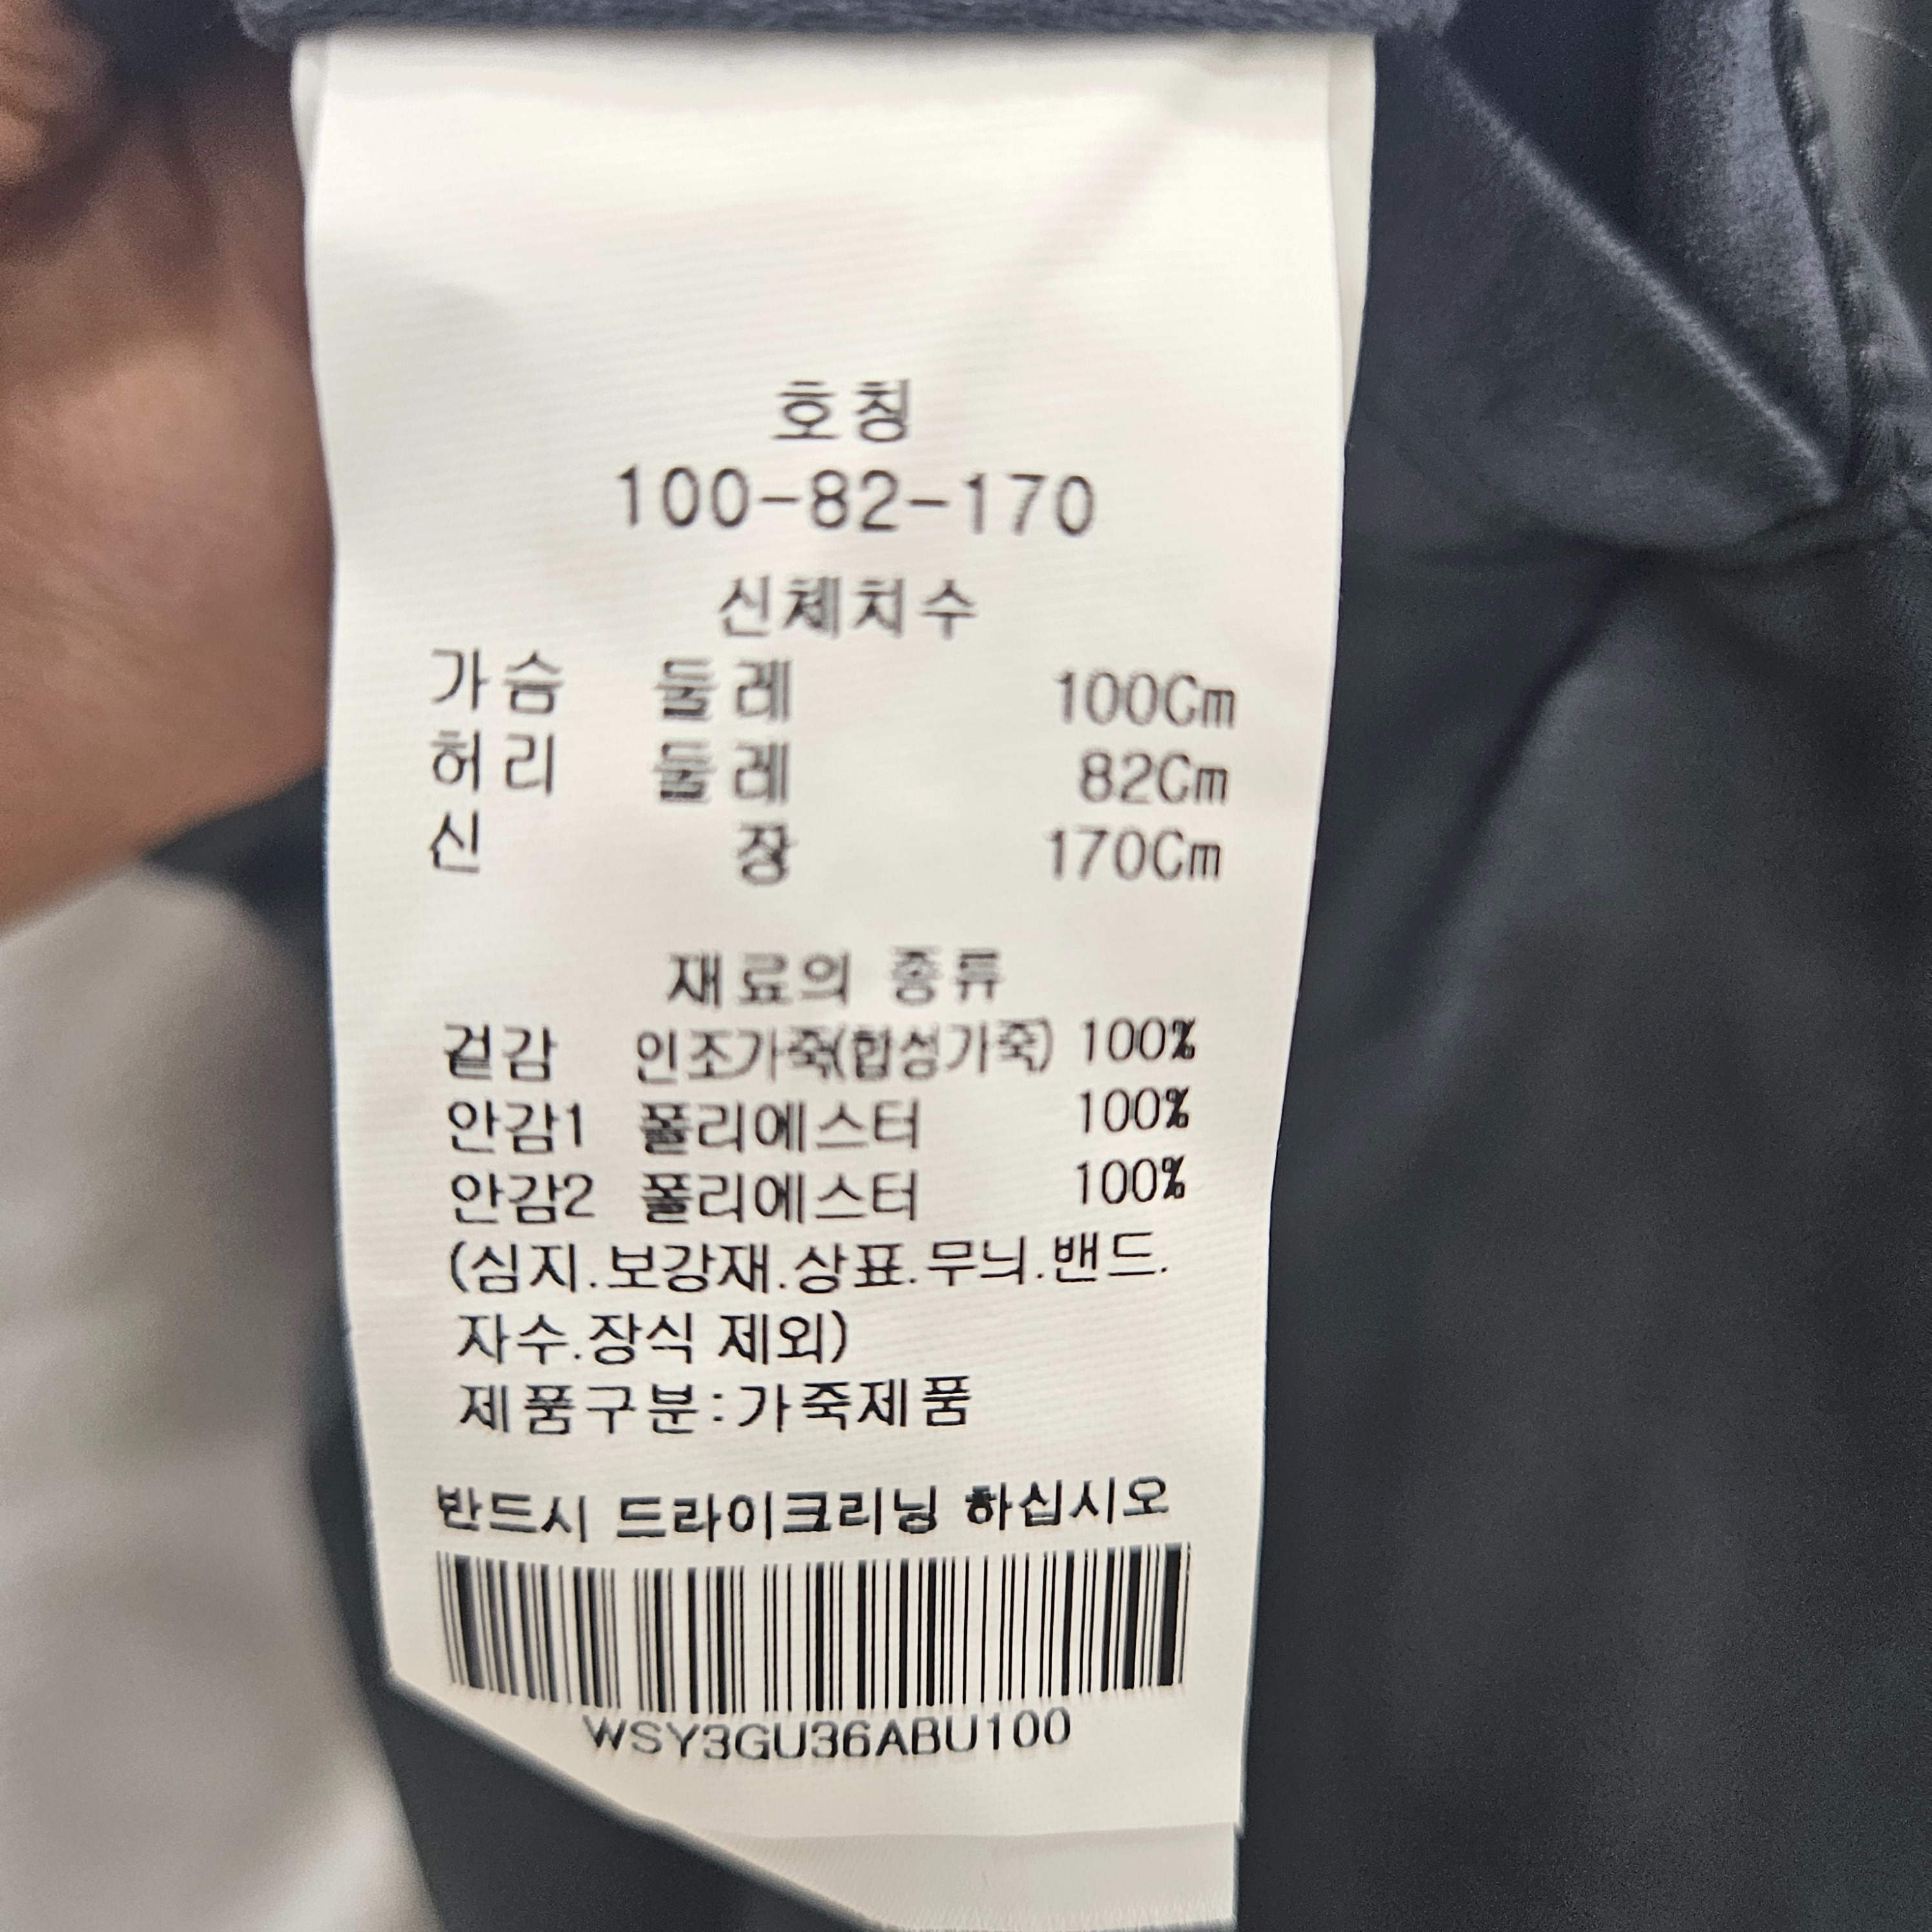 호칭
100-82-170
신체치수
가슴 둘레 100Cm
허리 둘레 82Cm
신 장 170Cm
재료의 종류
겉감 인조가죽(합성가죽) 100%
안감1 폴리에스터 100%
안감2 폴리에스터 100%
(심지.보강재.상표.무늬.밴드.
자수.장식 제외)
제품구분:가죽제품
반드시 드라이크리닝 하십시오
WSY3GU36ABU100